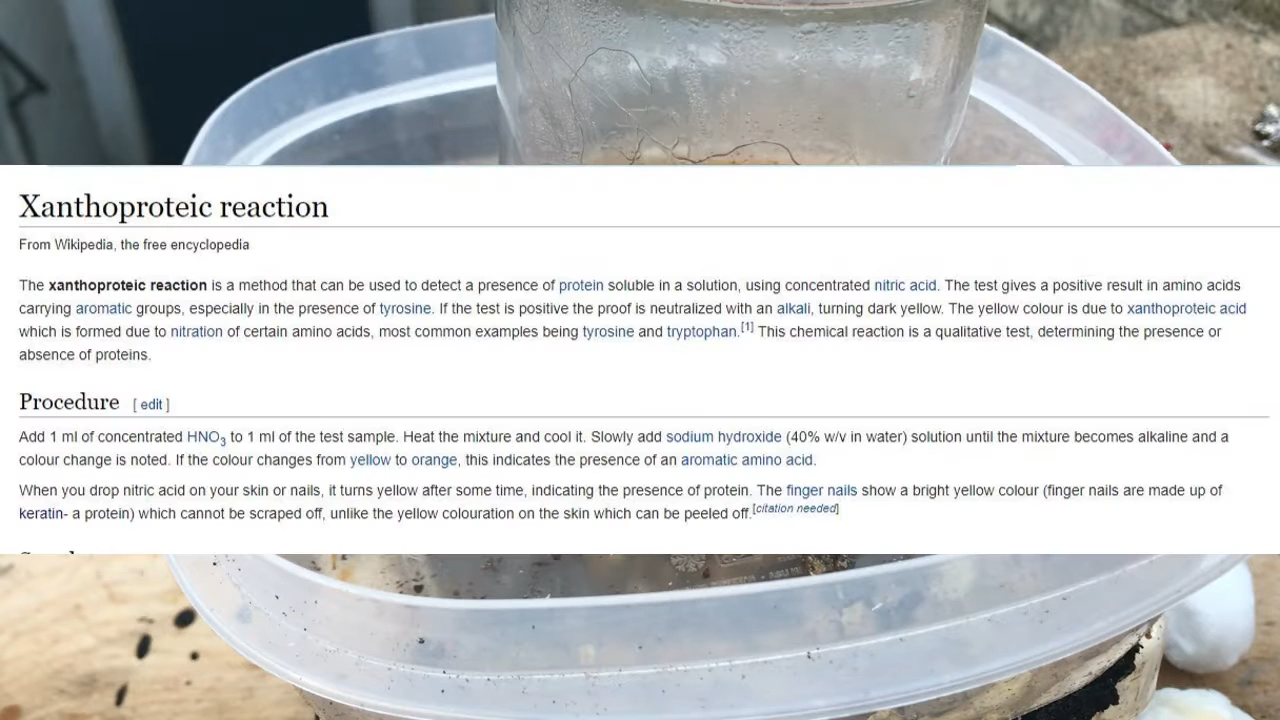 Xanthoproteic reaction
From Wikipedia, the free encyclopedia
The xanthoproteic reaction is a method that can be used to detect a presence of protein soluble in a solution, using concentrated nitric acid. The test gives a positive result in amino acids
carrying aromatic groups, especially in the presence of tyrosine. If the test is positive the proof is neutralized with an alkali, turning dark yellow. The yellow colour is due to xanthoproteic acid
which is formed due to nitration of certain amino acids, most common examples being tyrosine and tryptophan.[1] This chemical reaction is a qualitative test, determining the presence or
absence of proteins.
Procedure [ edit ]
Add 1 ml of concentrated HNO3 to 1 ml of the test sample. Heat the mixture and cool it. Slowly add sodium hydroxide (40% w/v in water) solution until the mixture becomes alkaline and a
colour change is noted. If the colour changes from yellow to orange, this indicates the presence of an aromatic amino acid.
When you drop nitric acid on your skin or nails, it turns yellow after some time, indicating the presence of protein. The finger nails show a bright yellow colour (finger nails are made up of
keratin- a protein) which cannot be scraped off, unlike the yellow colouration on the skin which can be peeled off.[citation needed]